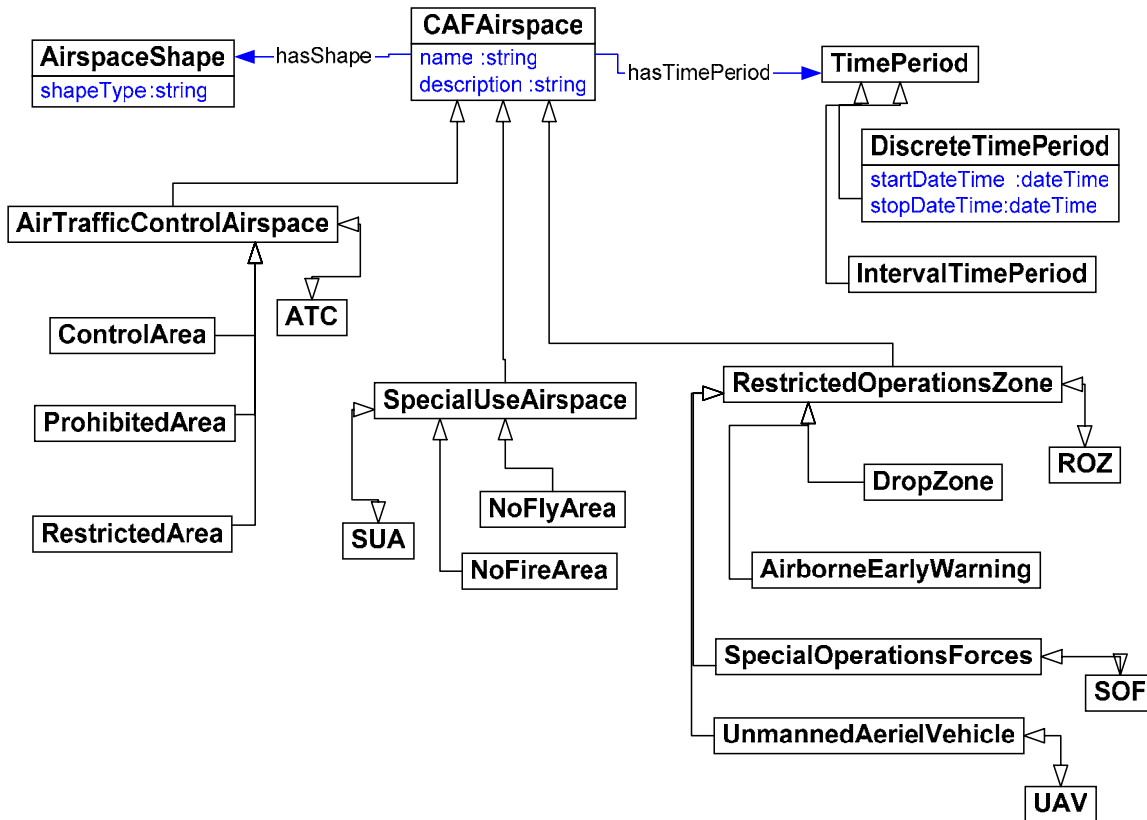 CAFAirspace
name :string
description :string
AirspaceShape
shapeType:string
hasShape
hasTimePeriod
TimePeriod
DiscreteTimePeriod
startDateTime :dateTime
stopDateTime:dateTime
IntervalTimePeriod
AirTrafficControlAirspace
ATC
ControlArea
ProhibitedArea
RestrictedArea
SpecialUseAirspace
SUA
NoFlyArea
NoFireArea
RestrictedOperationsZone
ROZ
DropZone
AirborneEarlyWarning
SpecialOperationsForces
SOF
UnmannedAerielVehicle
UAV